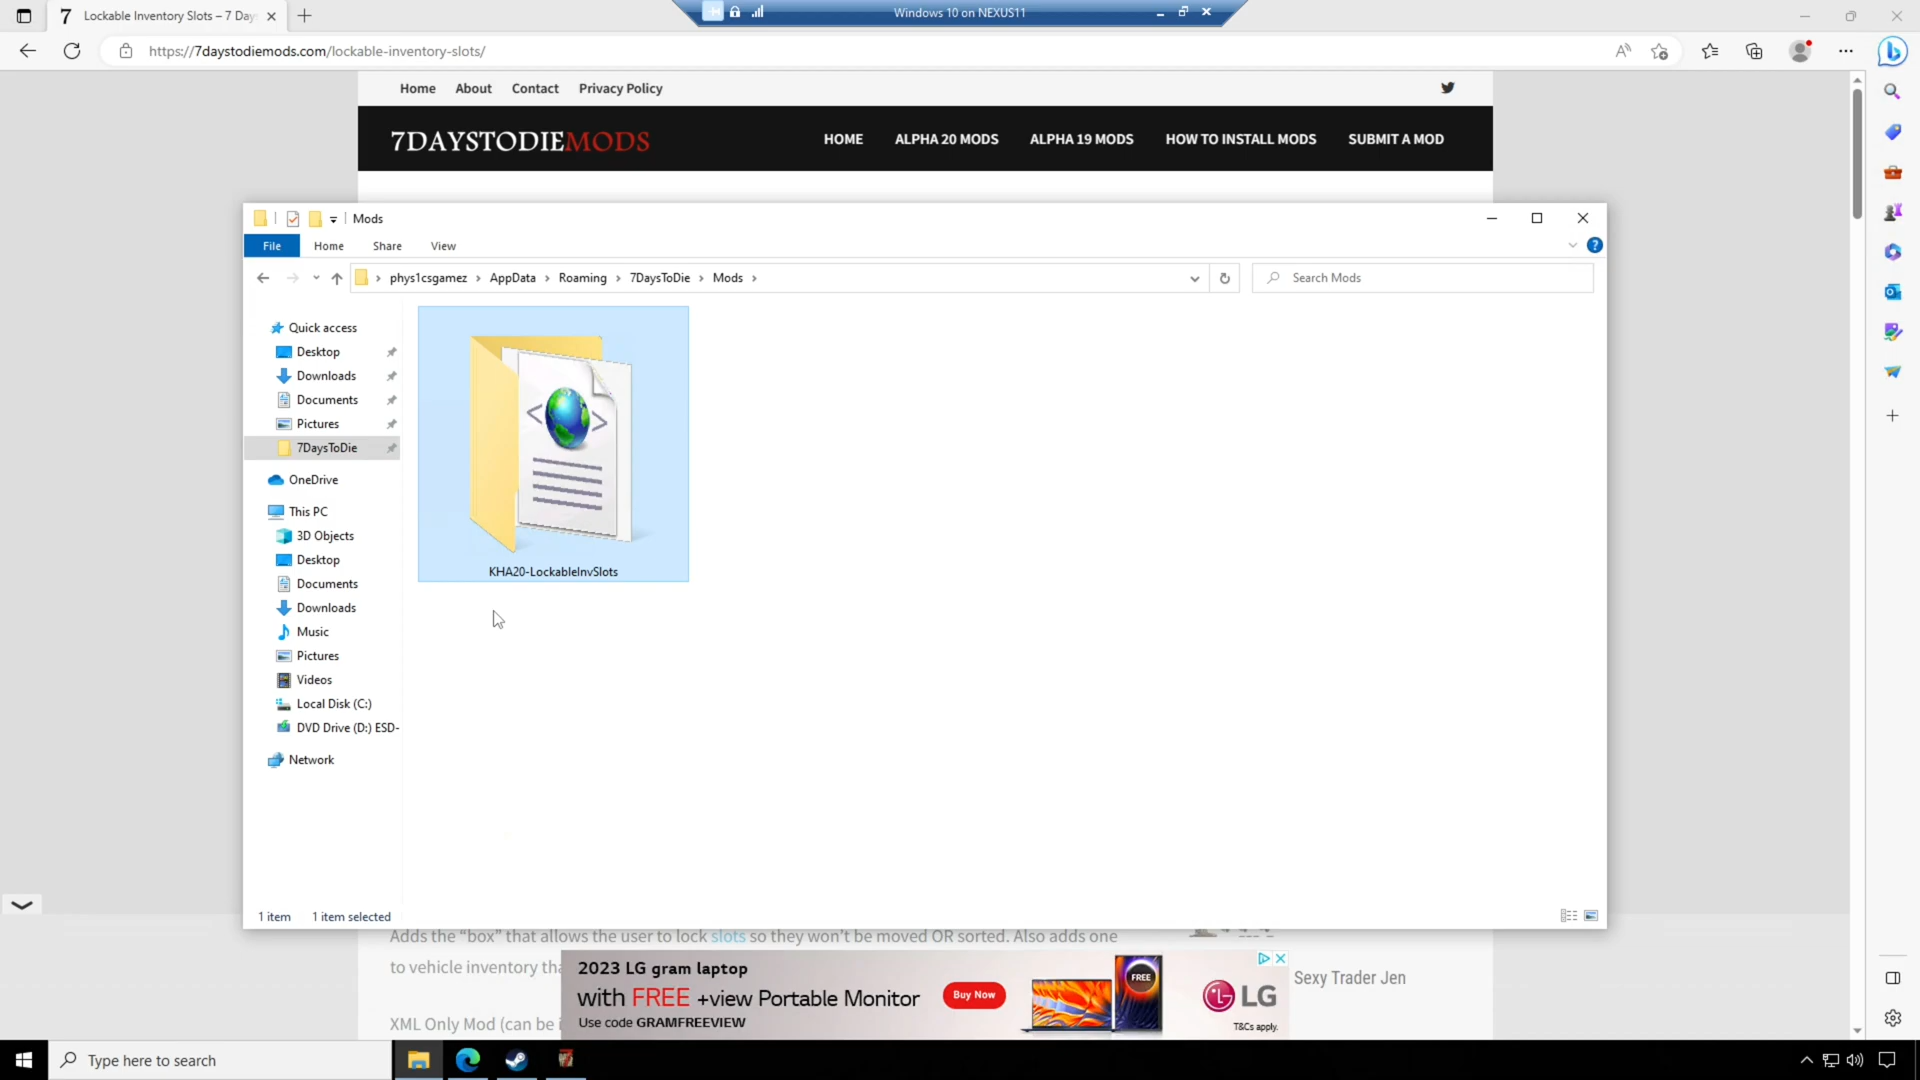 Lockable Inventory Slots – 7 Day
Windows 10 on NEXUS11
https://7daystodiemods.com/lockable-inventory-slots/
Home About Contact Privacy Policy
7DAYSTODIEMODS
HOME ALPHA 20 MODS ALPHA 19 MODS HOW TO INSTALL MODS SUBMIT A MOD
Mods
File Home Share View
phys1csgamez > AppData > Roaming > 7DaysToDie > Mods >
Search Mods
Quick access
Desktop
Downloads
Documents
Pictures
7DaysToDie
OneDrive
This PC
3D Objects
Desktop
Documents
Downloads
Music
Pictures
Videos
Local Disk (C:)
DVD Drive (D:) ESD-
Network
KHA20-LockableInvSlots
1 item 1 item selected
Adds the “box” that allows the user to lock slots so they won’t be moved OR sorted. Also adds one
to vehicle inventory tha
XML Only Mod (can be i
2023 LG gram laptop
with FREE +view Portable Monitor
Use code GRAMFREEVIEW
Buy Now
FREE
LG
T&Cs apply.
Sexy Trader Jen
Type here to search